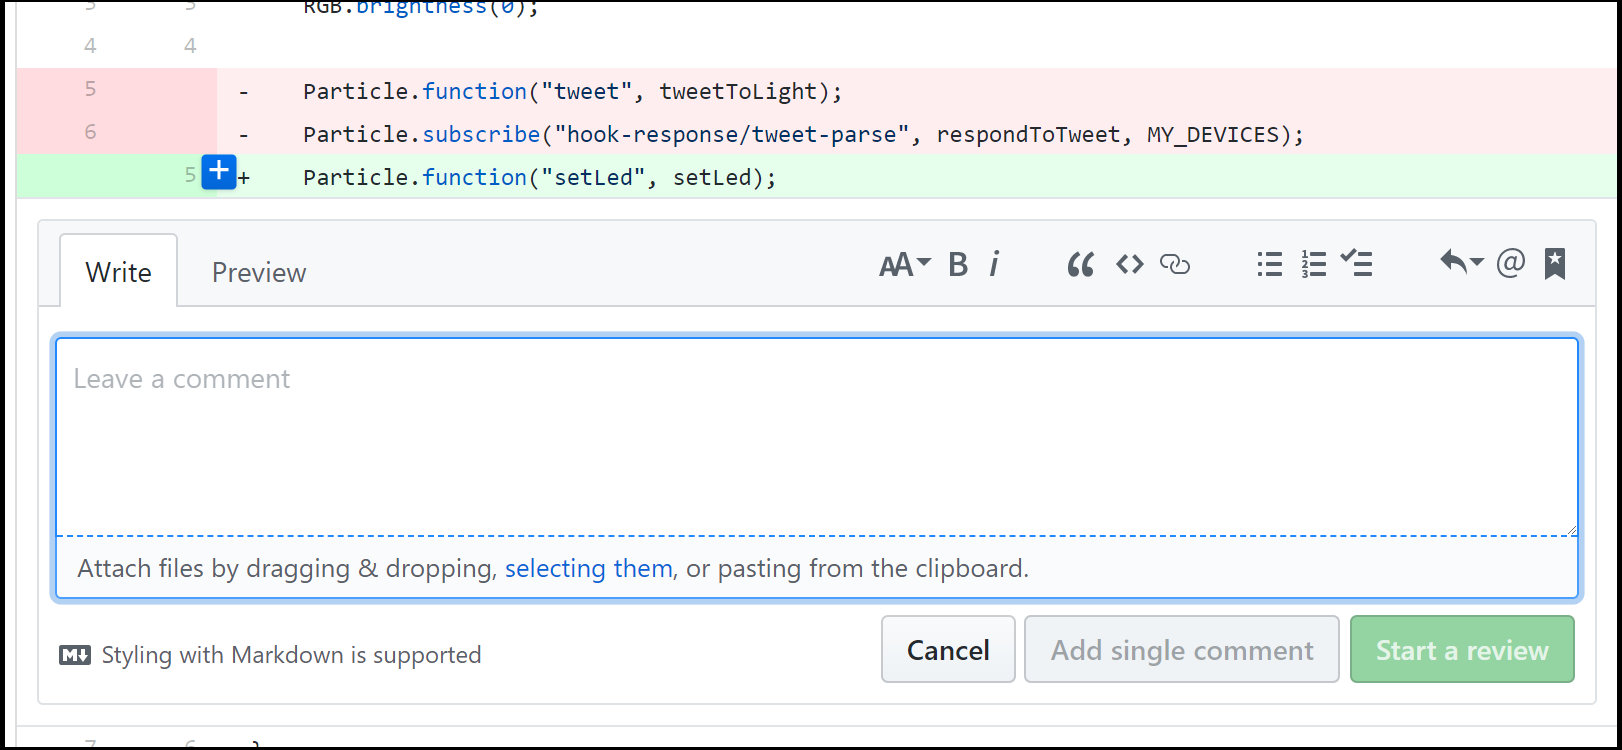 3 3 RGB.brightness(0);
4 4
5 - Particle.function("tweet", tweetToLight);
6 - Particle.subscribe("hook-response/tweet-parse", respondToTweet, MY_DEVICES);
5 + Particle.function("setLed", setLed);
Write Preview
Leave a comment
Attach files by dragging & dropping, selecting them, or pasting from the clipboard.
Styling with Markdown is supported
Cancel Add single comment Start a review
7 6 }